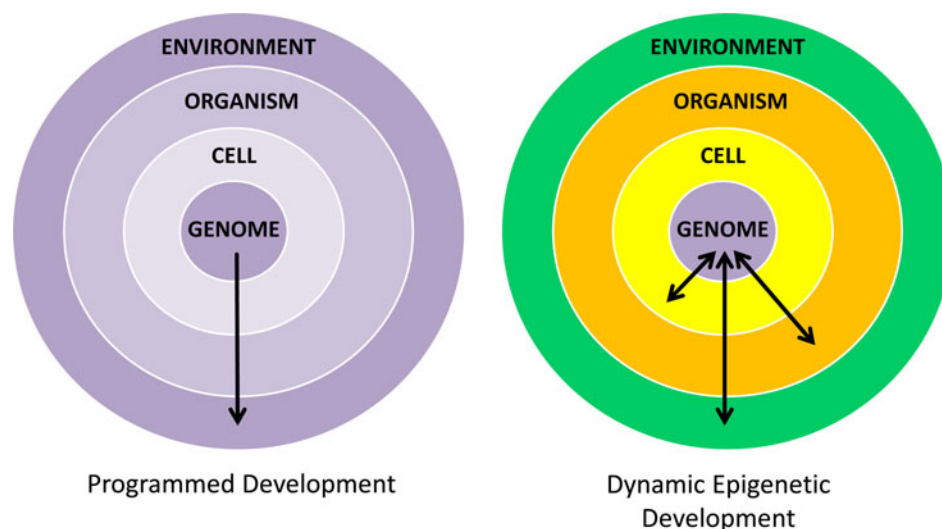 ENVIRONMENT
ORGANISM
CELL
GENOME
Programmed Development
ENVIRONMENT
ORGANISM
CELL
GENOME
Dynamic Epigenetic
Development